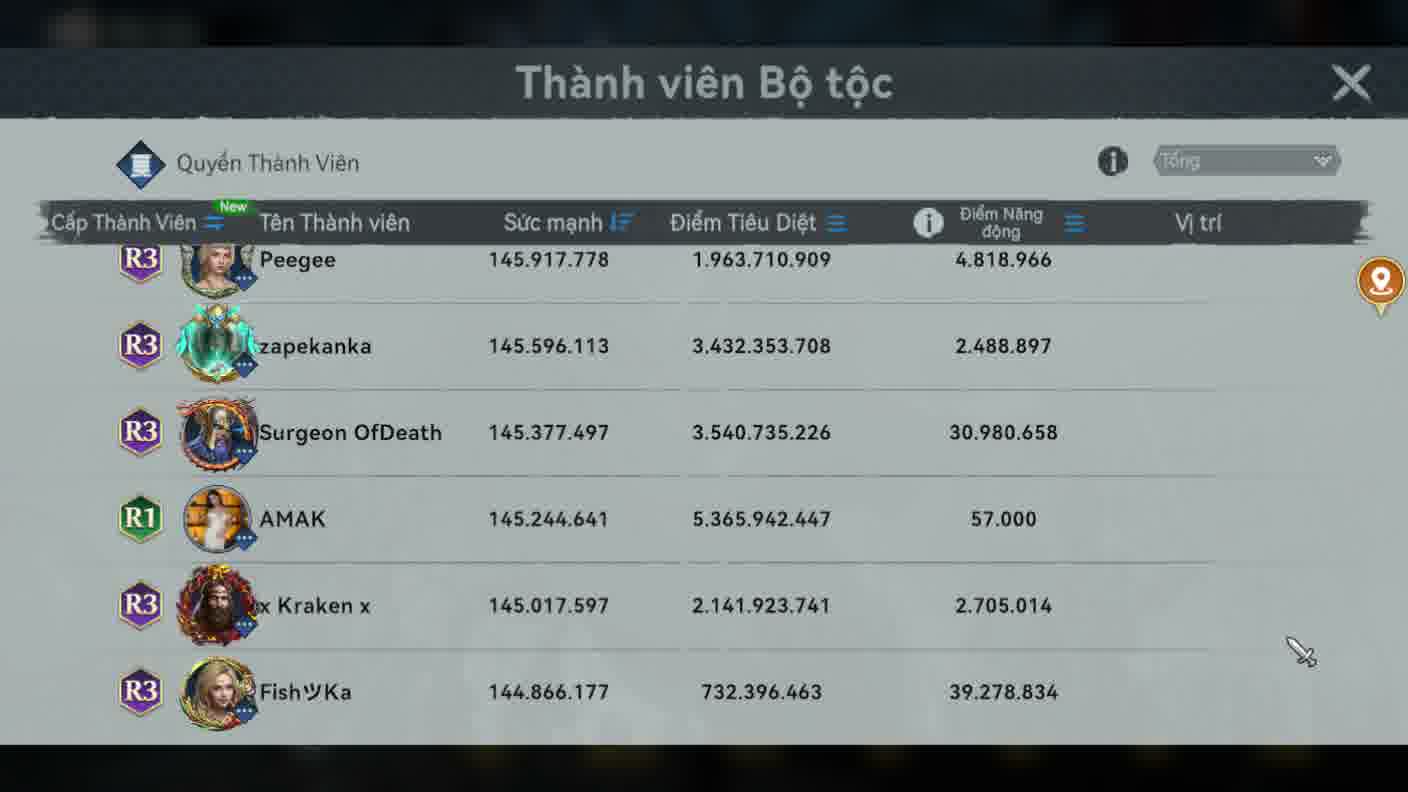 Thành viên Bộ tộc
Quyền Thành Viên
Tổng
Cấp Thành Viên New Tên Thành viên Sức mạnh Điểm Tiêu Diệt Điểm Năng động Vị trí
R3 Peegee 145.917.778 1.963.710.909 4.818.966
R3 zapekanka 145.596.113 3.432.353.708 2.488.897
R3 Surgeon OfDeath 145.377.497 3.540.735.226 30.980.658
R1 AMAK 145.244.641 5.365.942.447 57.000
R3 x Kraken x 145.017.597 2.141.923.741 2.705.014
R3 FishツKa 144.866.177 732.396.463 39.278.834